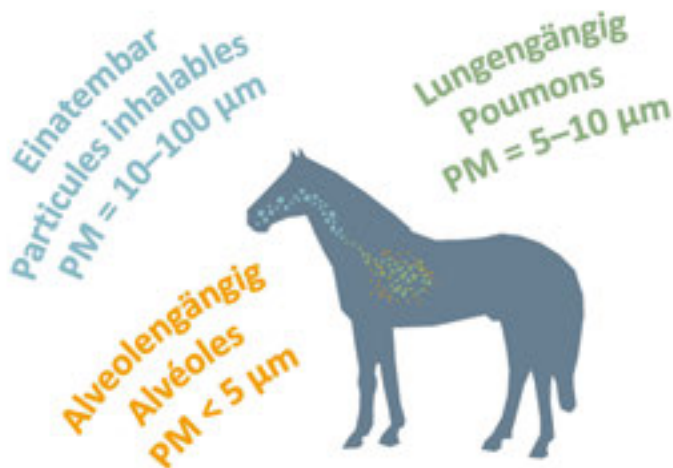 Einatembar
Particules inhalables
PM = 10–100 µm
Lungengängig
Poumons
PM = 5–10 µm
Alveolengängig
Alvéoles
PM < 5 µm